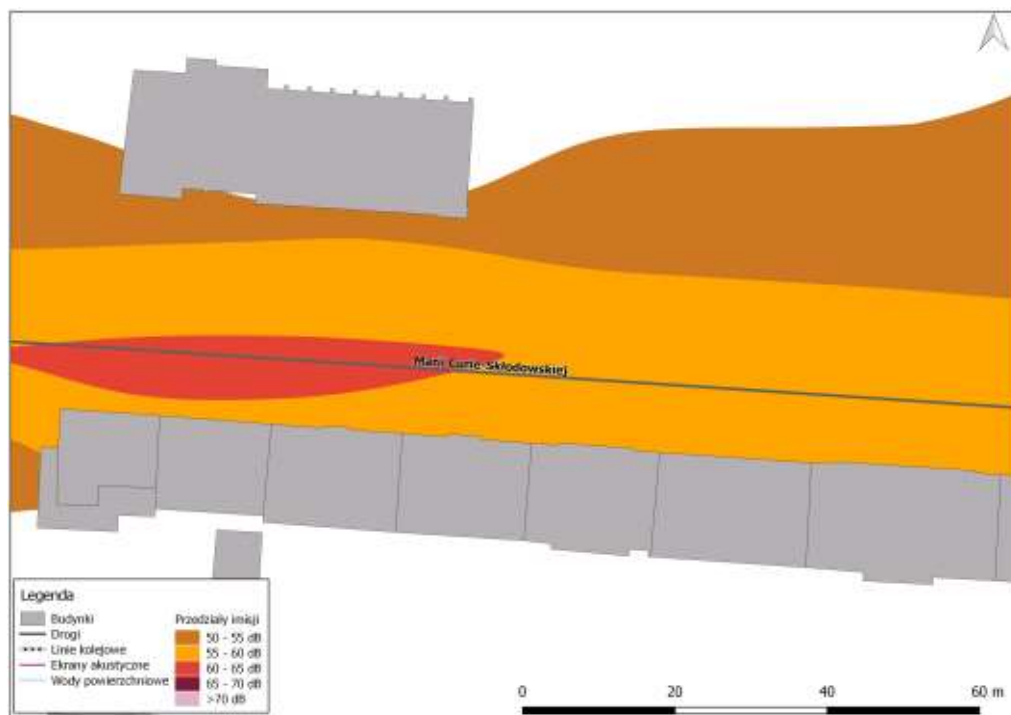 Marii Curie-Skłodowskiej
Legenda
Budynki
Drogi
Linie kolejowe
Ekrany akustyczne
Wody powierzchniowe
Przedziały imisji
50 - 55 dB
55 - 60 dB
60 - 65 dB
65 - 70 dB
>70 dB
0 20 40 60 m